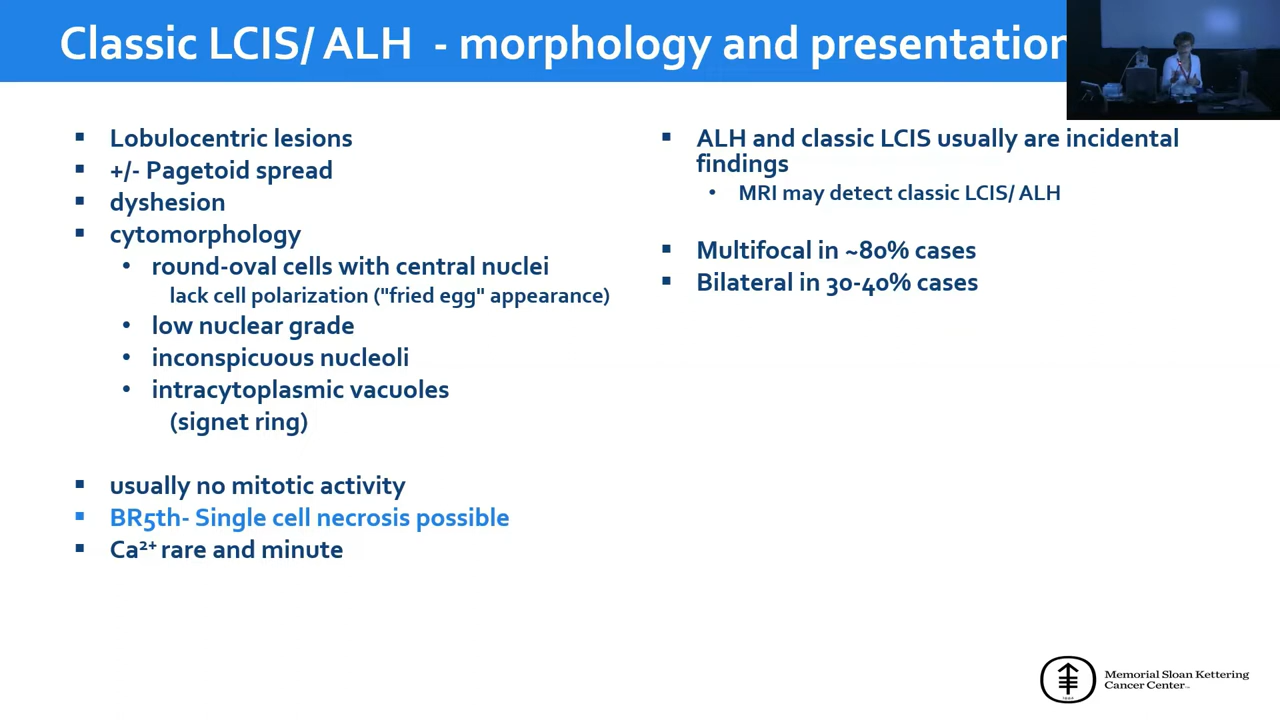 Classic LCIS/ ALH - morphology and presentation
Lobulocentric lesions
+/- Pagetoid spread
dyshesion
cytomorphology
round-oval cells with central nuclei
lack cell polarization ("fried egg" appearance)
low nuclear grade
inconspicuous nucleoli
intracytoplasmic vacuoles
(signet ring)
usually no mitotic activity
BR5th- Single cell necrosis possible
Ca²⁺ rare and minute
ALH and classic LCIS usually are incidental
findings
MRI may detect classic LCIS/ ALH
Multifocal in ~80% cases
Bilateral in 30-40% cases
Memorial Sloan Kettering
Cancer Center